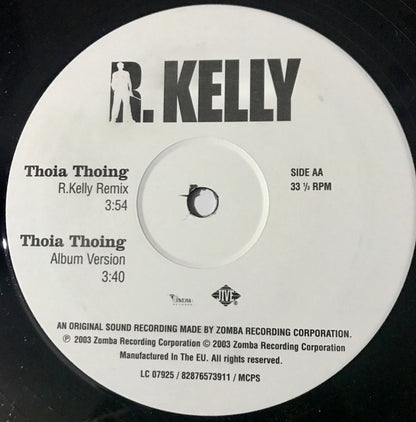 R. KELLY
Thoia Thoing
R.Kelly Remix
3:54
Thoia Thoing
Album Version
3:40
SIDE AA
33 ⅓ RPM
JIVE
AN ORIGINAL SOUND RECORDING MADE BY ZOMBA RECORDING CORPORATION.
℗ 2003 Zomba Recording Corporation © 2003 Zomba Recording Corporation
Manufactured In The EU. All rights reserved.
LC 07925 / 82876573911 / MCPS